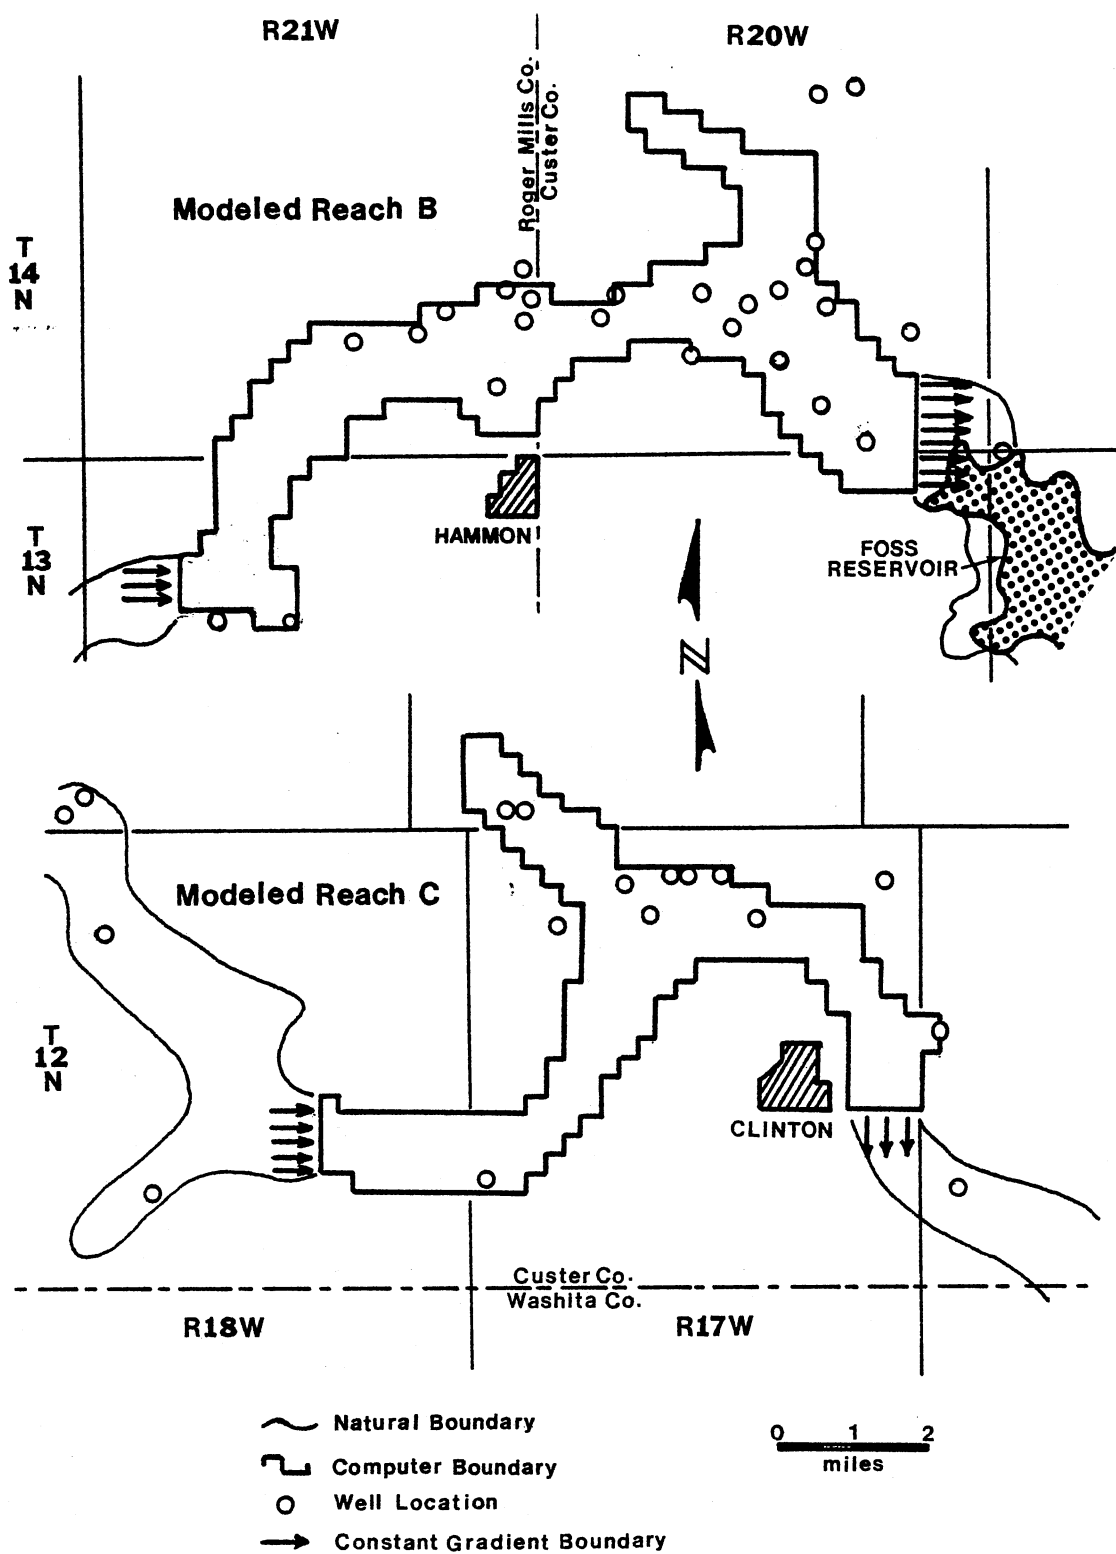 R21W
R20W
Roger Mills Co.
Custer Co.
Modeled Reach B
T
14
N
HAMMON
T
13
N
FOSS
RESERVOIR
N
Modeled Reach C
T
12
N
CLINTON
Custer Co.
Washita Co.
R18W
R17W
Natural Boundary
0 1 2
miles
Computer Boundary
Well Location
Constant Gradient Boundary